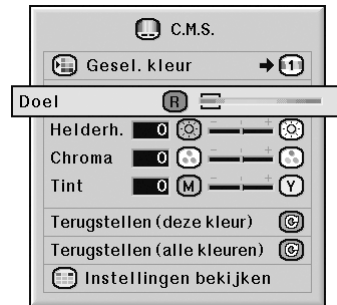 C.M.S.
Gesel. kleur 1
Doel R
Helderh. 0 - +
Chroma 0 - +
Tint 0 M - + Y
Terugstellen (deze kleur)
Terugstellen (alle kleuren)
Instellingen bekijken